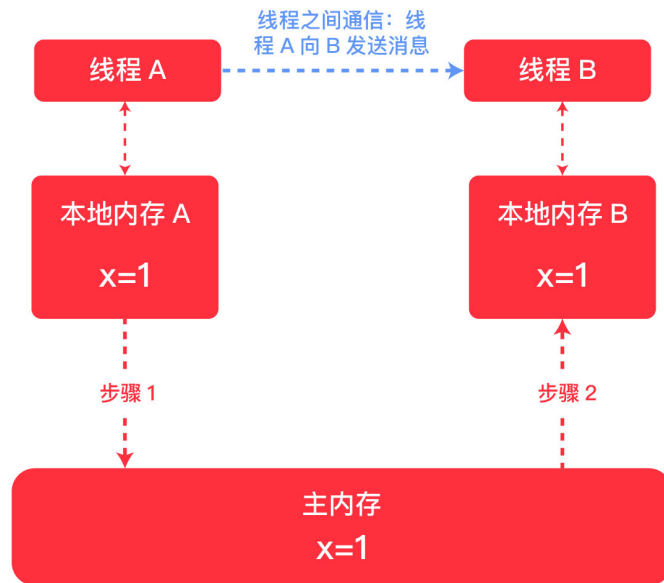 线程之间通信：线
程 A 向 B 发送消息
线程 A
线程 B
本地内存 A
x=1
本地内存 B
x=1
步骤 1
步骤 2
主内存
x=1